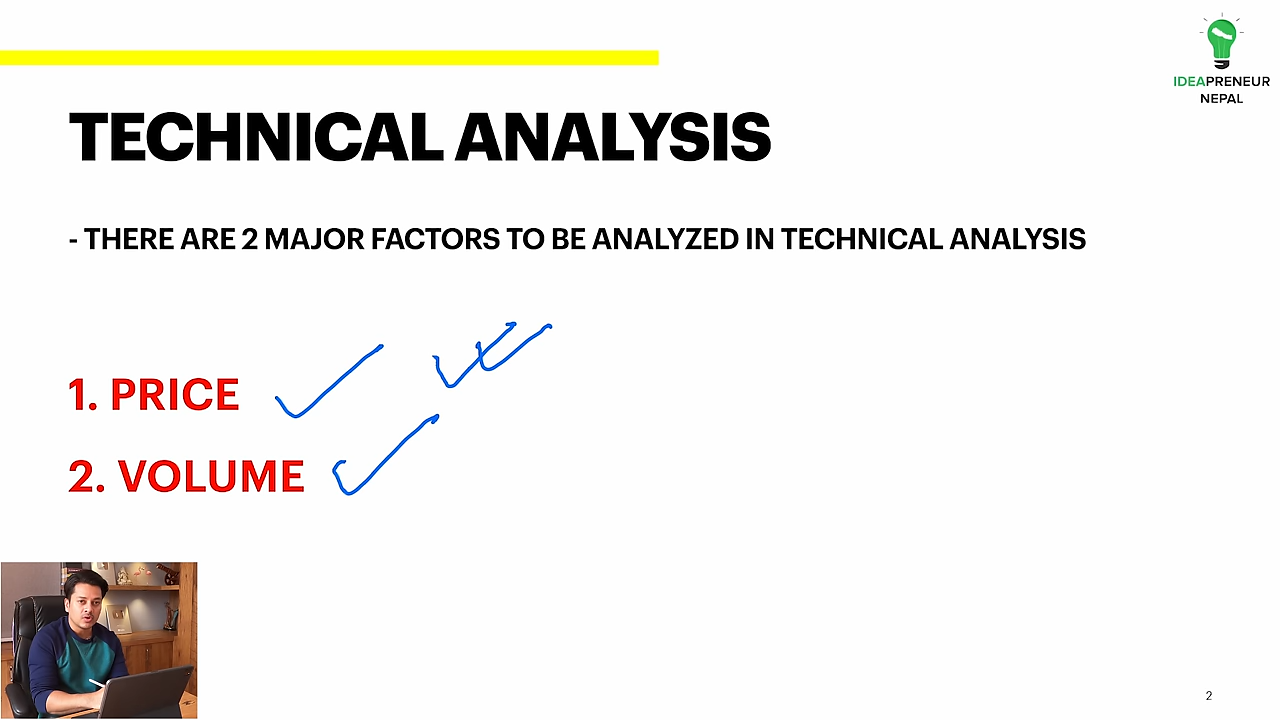 IDEAPRENEUR
NEPAL
TECHNICAL ANALYSIS
- THERE ARE 2 MAJOR FACTORS TO BE ANALYZED IN TECHNICAL ANALYSIS
1. PRICE
2. VOLUME
2